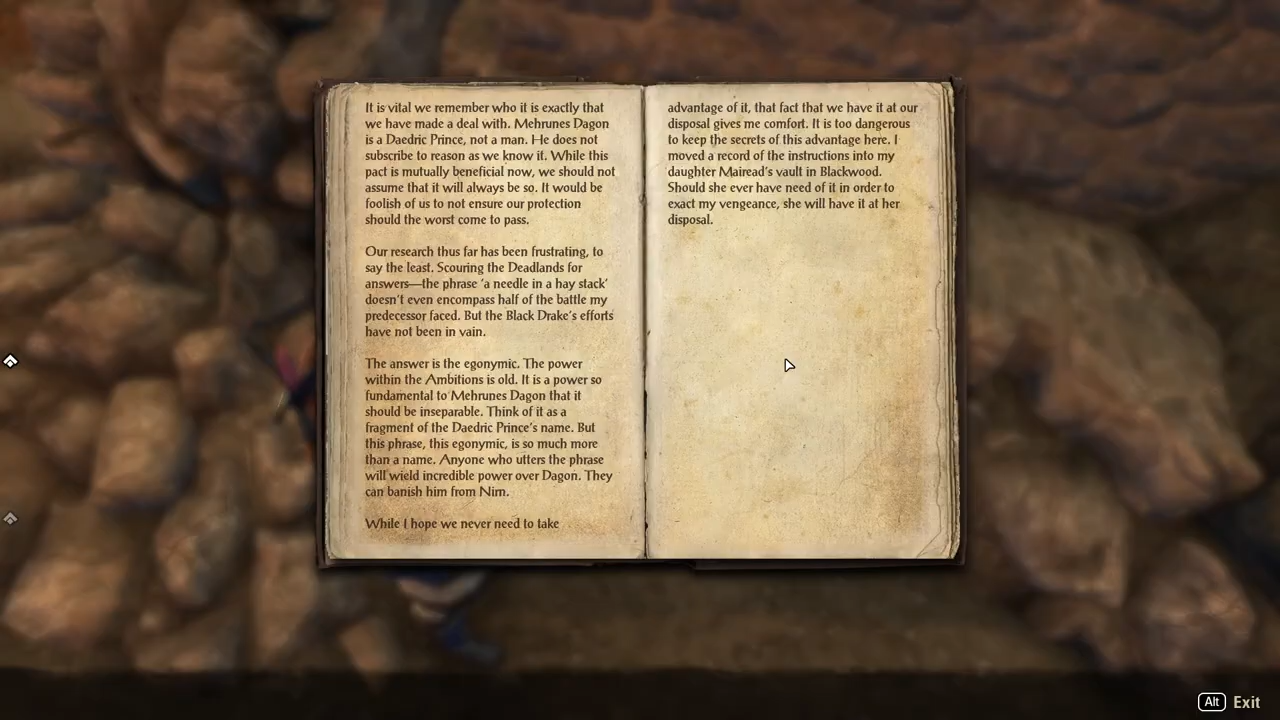 It is vital we remember who it is exactly that
we have made a deal with. Mehrunes Dagon
is a Daedric Prince, not a man. He does not
subscribe to reason as we know it. While this
pact is mutually beneficial now, we should not
assume that it will always be so. It would be
foolish of us to not ensure our protection
should the worst come to pass.
Our research thus far has been frustrating, to
say the least. Scouring the Deadlands for
answers—the phrase 'a needle in a hay stack'
doesn't even encompass half of the battle my
predecessor faced. But the Black Drake's efforts
have not been in vain.
The answer is the egonymic. The power
within the Ambitions is old. It is a power so
fundamental to Mehrunes Dagon that it
should be inseparable. Think of it as a
fragment of the Daedric Prince's name. But
this phrase, this egonymic, is so much more
than a name. Anyone who utters the phrase
will wield incredible power over Dagon. They
can banish him from Nirn.
While I hope we never need to take
advantage of it, that fact that we have it at our
disposal gives me comfort. It is too dangerous
to keep the secrets of this advantage here. I
moved a record of the instructions into my
daughter Mairead's vault in Blackwood.
Should she ever have need of it in order to
exact my vengeance, she will have it at her
disposal.
Alt Exit